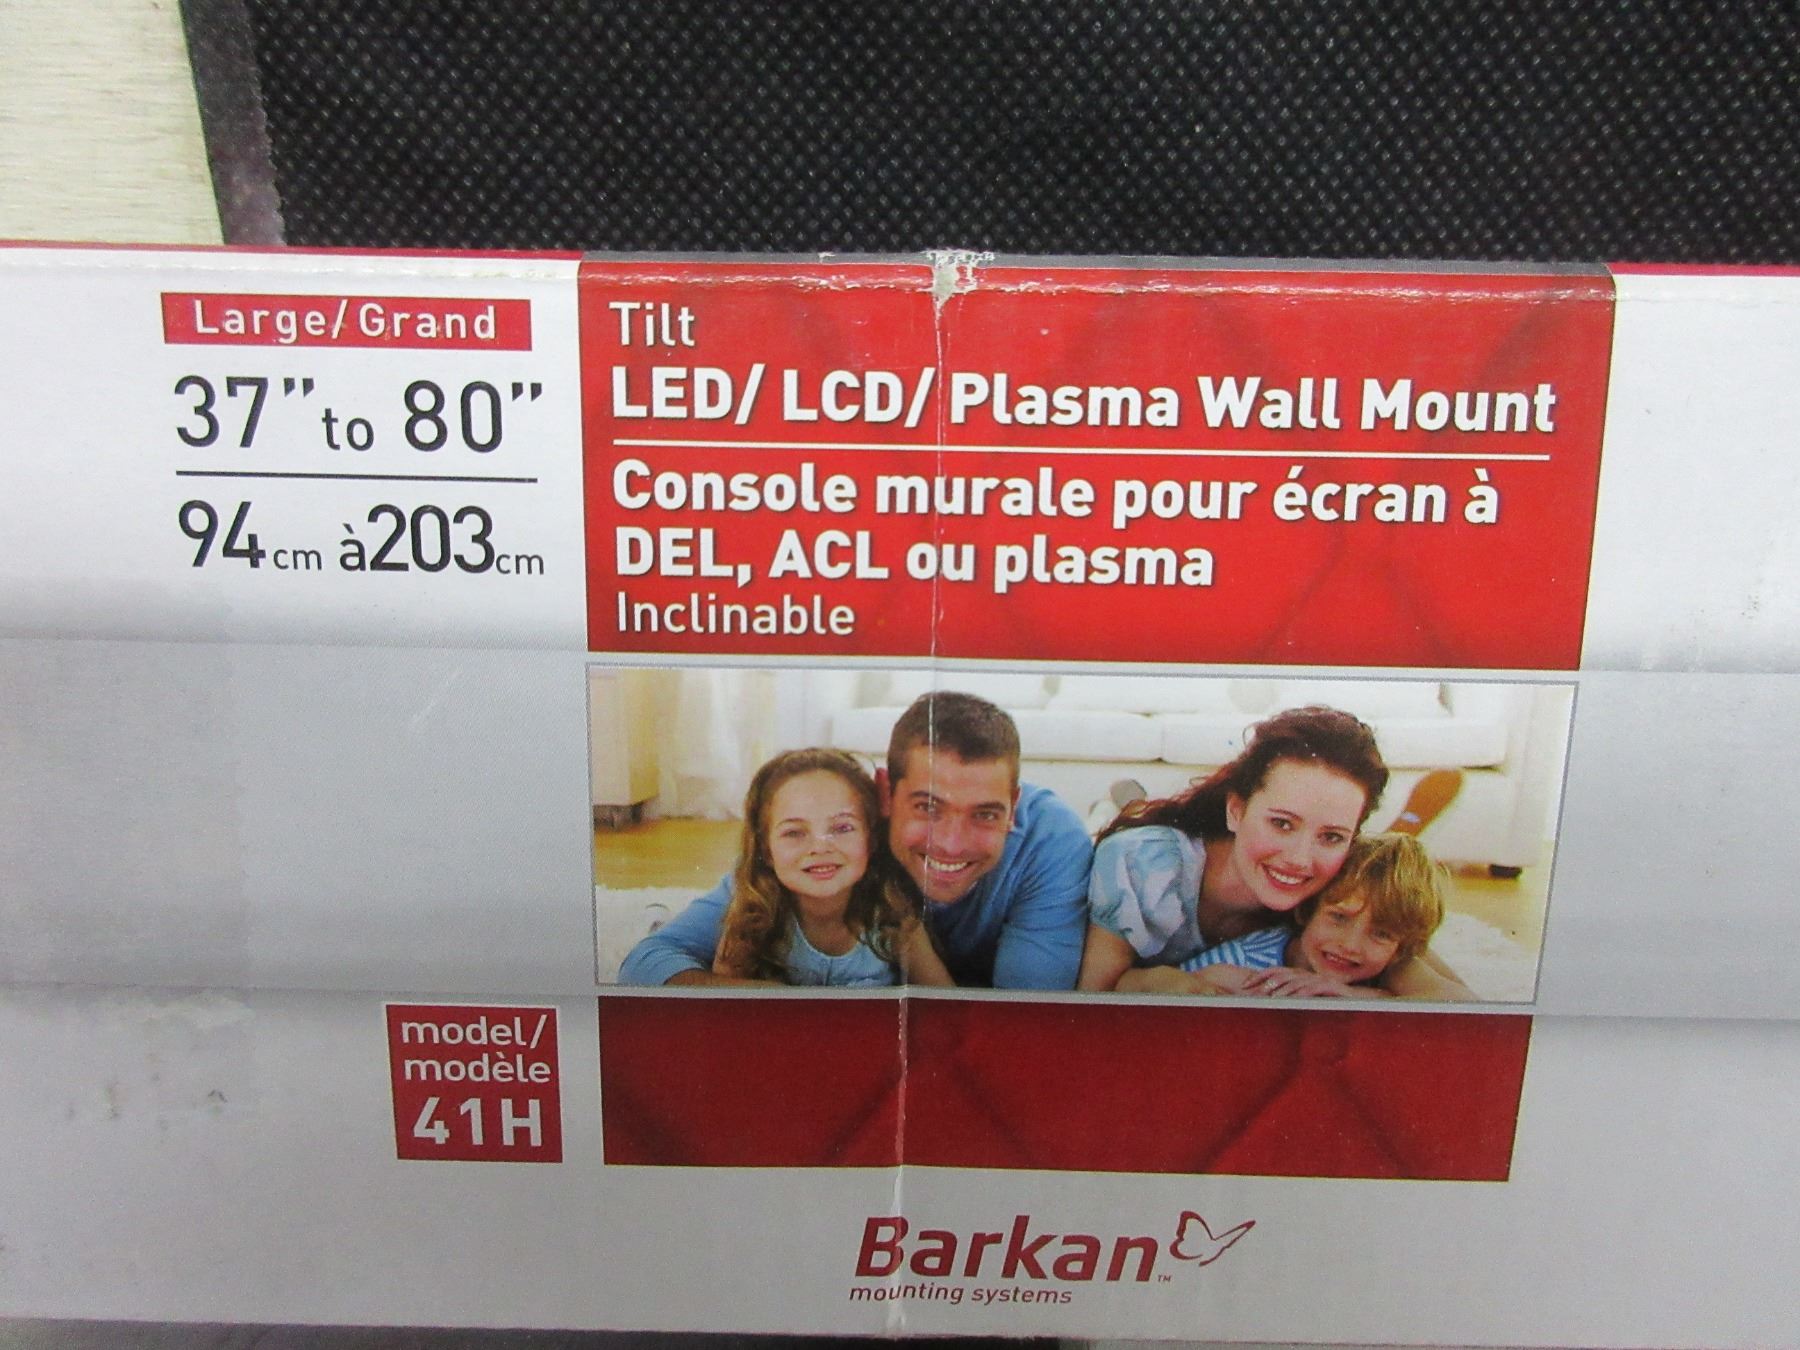 Large/Grand
37" to 80"
94cm à203cm
Tilt
LED/ LCD/ Plasma Wall Mount
Console murale pour écran à
DEL, ACL ou plasma
Inclinable
model/
modèle
41H
Barkan™
mounting systems